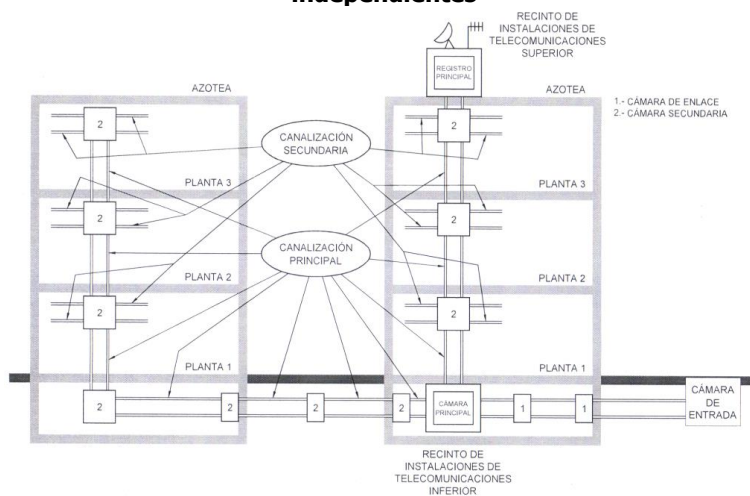 independientes
RECINTO DE
INSTALACIONES DE
TELECOMUNICACIONES
SUPERIOR
REGISTRO
PRINCIPAL
AZOTEA
AZOTEA
1.- CÁMARA DE ENLACE
2.- CÁMARA SECUNDARIA
2
2
CANALIZACIÓN
SECUNDARIA
PLANTA 3
PLANTA 3
2
2
CANALIZACIÓN
PRINCIPAL
PLANTA 2
PLANTA 2
2
2
PLANTA 1
PLANTA 1
2
2
2
2
CÁMARA
PRINCIPAL
1
1
CÁMARA
DE
ENTRADA
RECINTO DE
INSTALACIONES DE
TELECOMUNICACIONES
INFERIOR